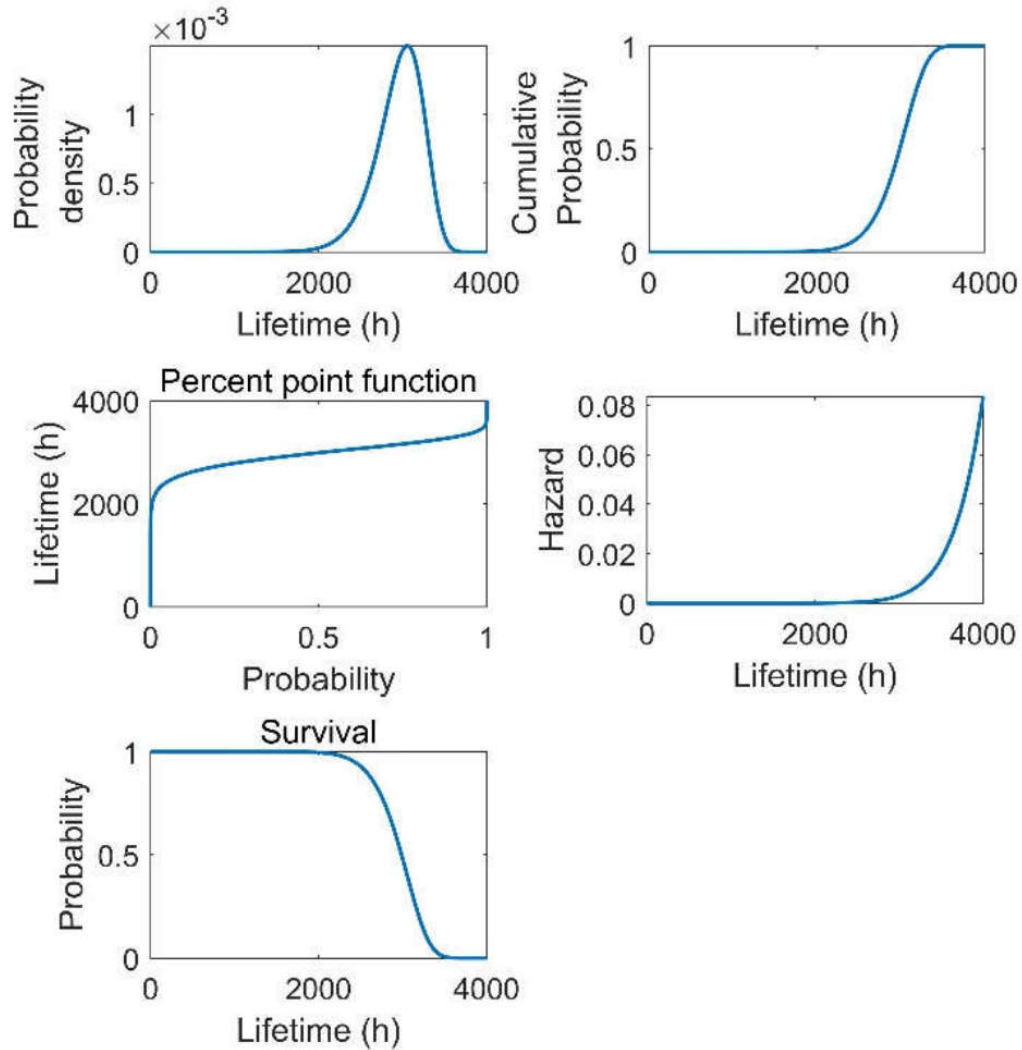 ×10⁻³
Probability
density
1
0.5
0
0 2000 4000
Lifetime (h)
Cumulative
Probability
1
0.5
0
0 2000 4000
Lifetime (h)
Percent point function
Lifetime (h)
4000
2000
0
0 0.5 1
Probability
Hazard
0.08
0.06
0.04
0.02
0
0 2000 4000
Lifetime (h)
Survival
Probability
1
0.5
0
0 2000 4000
Lifetime (h)